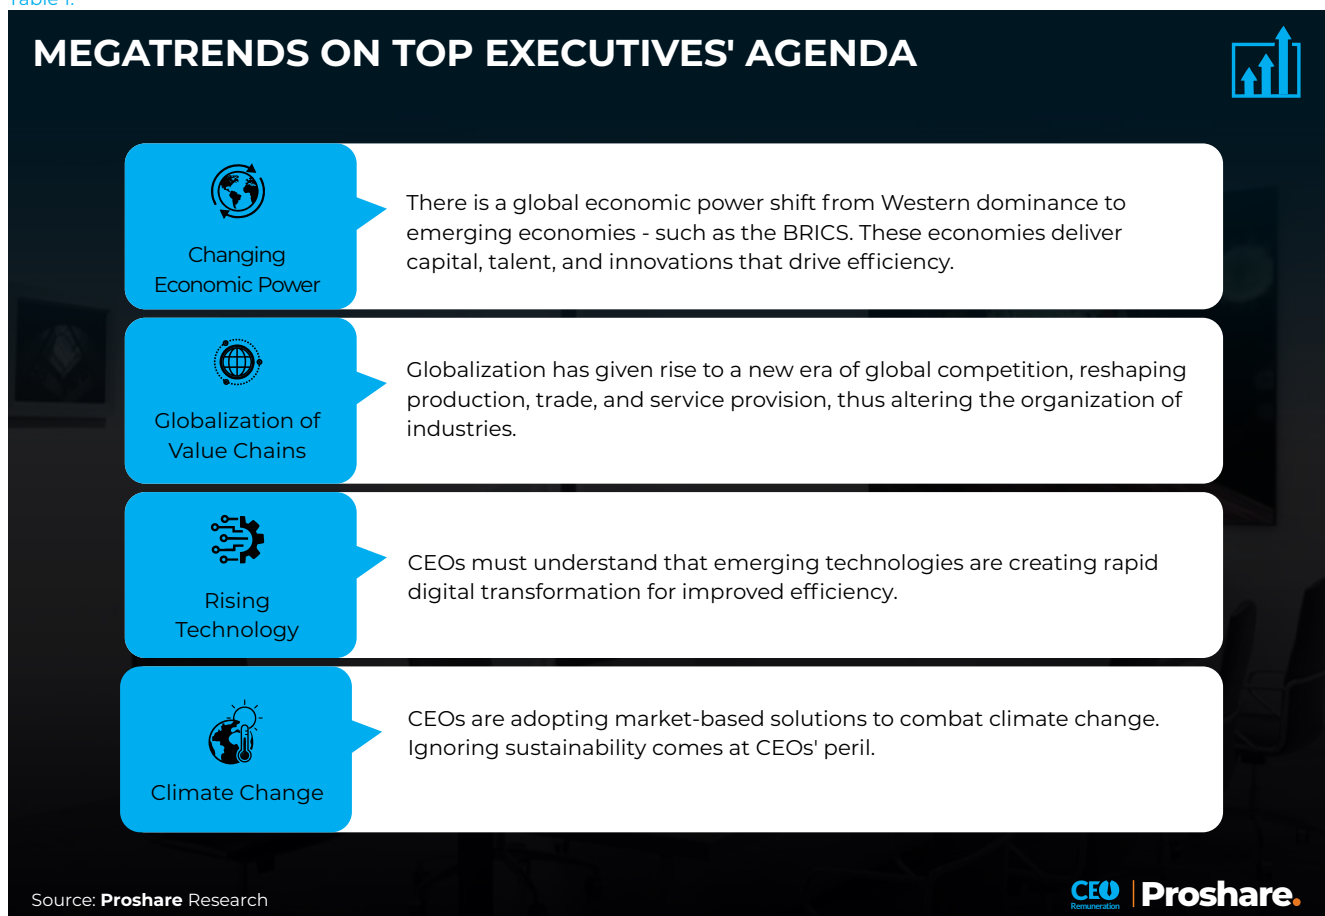 Table 1:
MEGATRENDS ON TOP EXECUTIVES' AGENDA
Changing
Economic Power
There is a global economic power shift from Western dominance to
emerging economies - such as the BRICS. These economies deliver
capital, talent, and innovations that drive efficiency.
Globalization of
Value Chains
Globalization has given rise to a new era of global competition, reshaping
production, trade, and service provision, thus altering the organization of
industries.
Rising
Technology
CEOs must understand that emerging technologies are creating rapid
digital transformation for improved efficiency.
Climate Change
CEOs are adopting market-based solutions to combat climate change.
Ignoring sustainability comes at CEOs' peril.
Source: Proshare Research
CEO
Remuneration
Proshare.